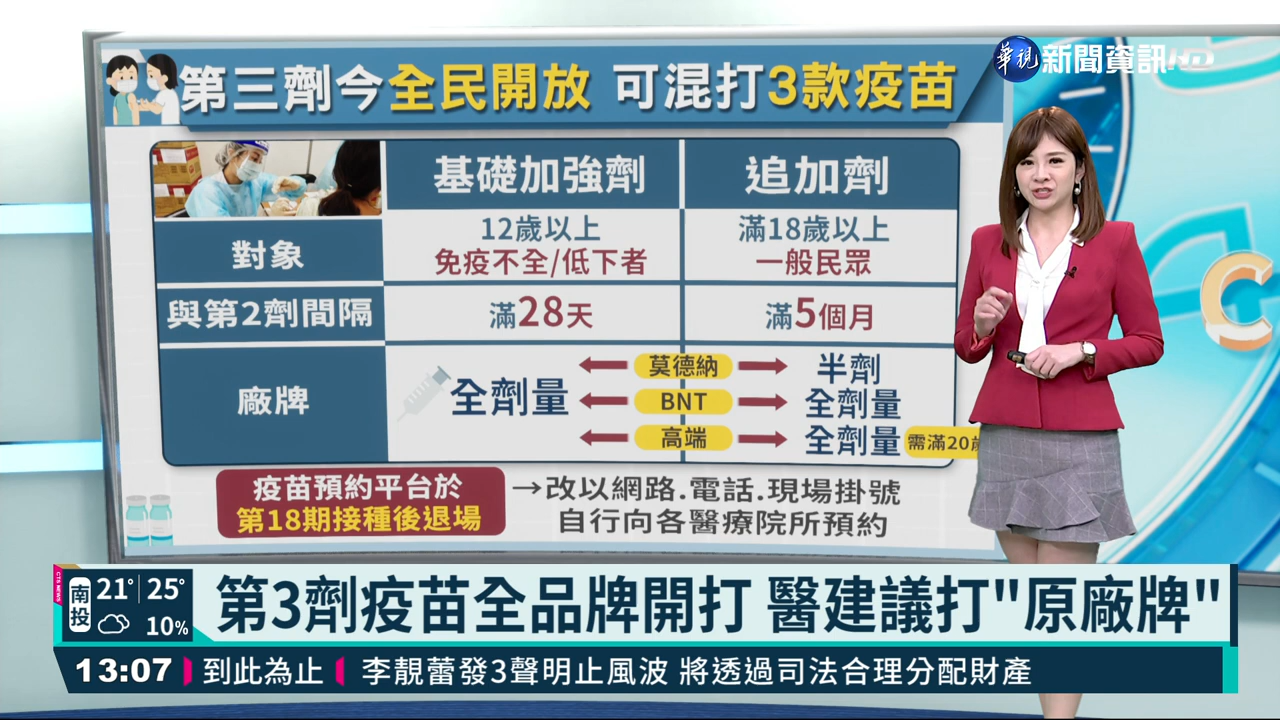 第三劑今全民開放 可混打3款疫苗
華視新聞資訊HD
基礎加強劑
追加劑
對象
12歲以上
免疫不全/低下者
滿18歲以上
一般民眾
與第2劑間隔
滿28天
滿5個月
廠牌
全劑量
莫德納
半劑
BNT
全劑量
高端
全劑量
需滿20歲
疫苗預約平台於
第18期接種後退場
→改以網路.電話.現場掛號
自行向各醫療院所預約
C
CTS NEWS
南投
21° 25°
10%
第3劑疫苗全品牌開打 醫建議打"原廠牌"
13:07
到此為止
李靚蕾發3聲明止風波 將透過司法合理分配財產